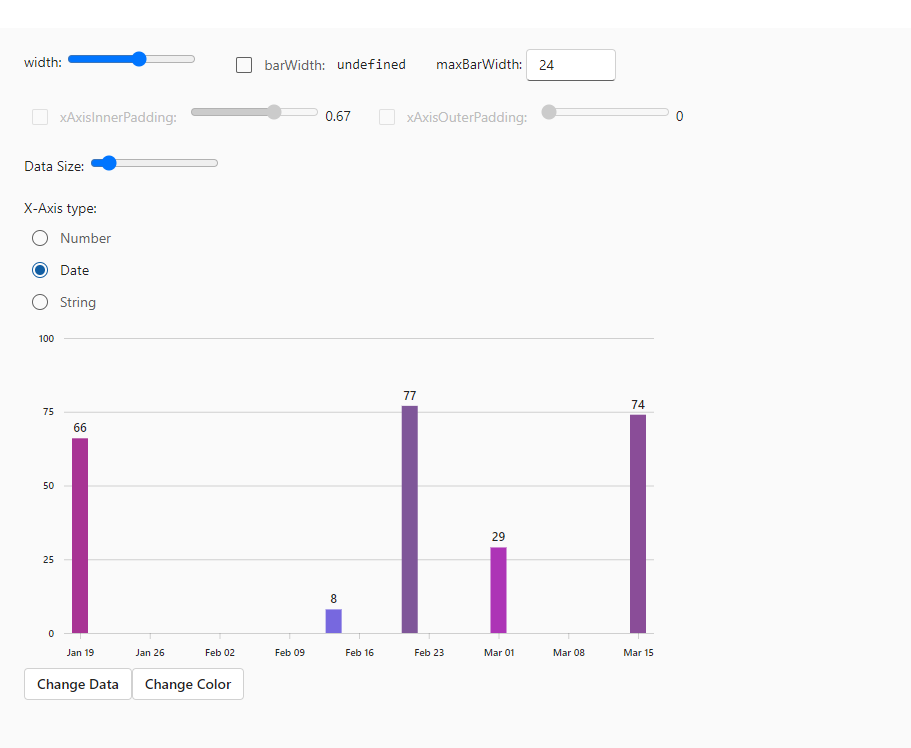 width: barWidth: undefined maxBarWidth: 24
xAxisInnerPadding: 0.67 xAxisOuterPadding: 0
Data Size:
X-Axis type:
Number
Date
String
100
77
74
75
66
50
29
25
8
0
Jan 19 Jan 26 Feb 02 Feb 09 Feb 16 Feb 23 Mar 01 Mar 08 Mar 15
Change Data Change Color